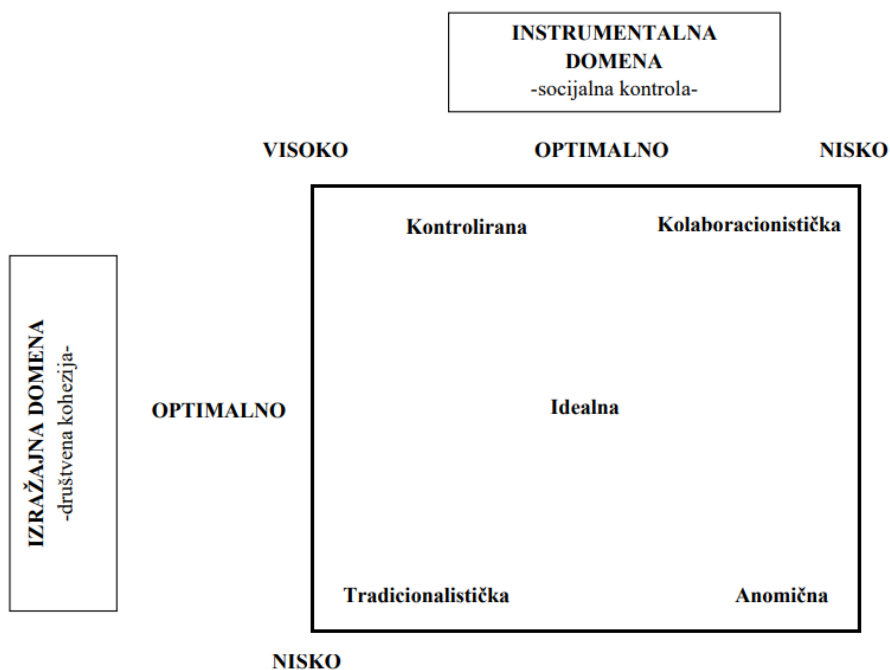 INSTRUMENTALNA
DOMENA
-socijalna kontrola-
VISOKO OPTIMALNO NISKO
Kontrolirana Kolaboracionistička
IZRAŽAJNA DOMENA
-društvena kohezija-
OPTIMALNO Idealna
Tradicionalistička Anomična
NISKO